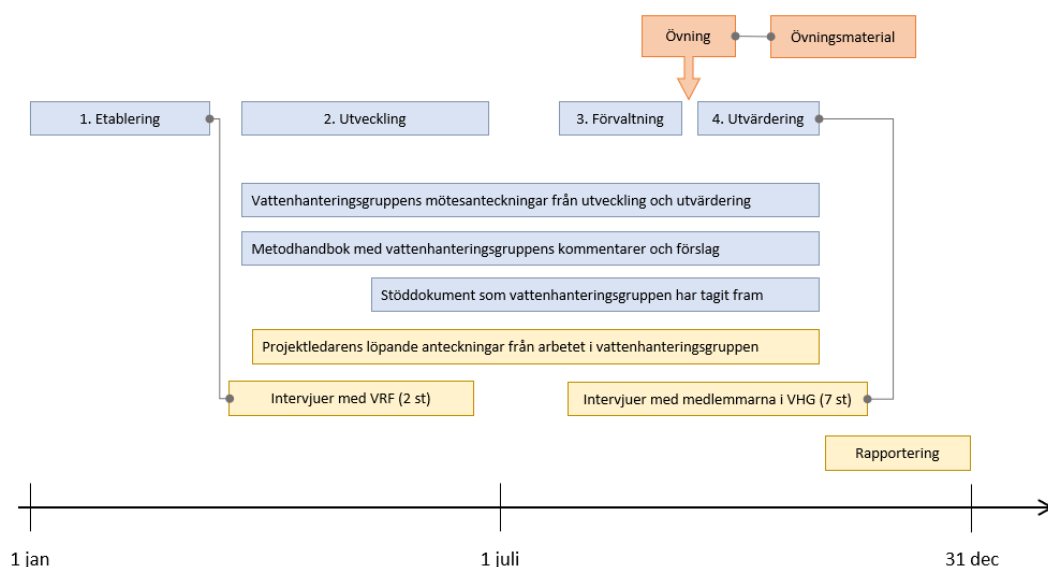 Övning
Övningsmaterial
1. Etablering
2. Utveckling
3. Förvaltning
4. Utvärdering
Vattenhanteringsgruppens mötesanteckningar från utveckling och utvärdering
Metodhandbok med vattenhanteringsgruppens kommentarer och förslag
Stöddokument som vattenhanteringsgruppen har tagit fram
Projektledarens löpande anteckningar från arbetet i vattenhanteringsgruppen
Intervjuer med VRF (2 st)
Intervjuer med medlemmarna i VHG (7 st)
Rapportering
1 jan
1 juli
31 dec